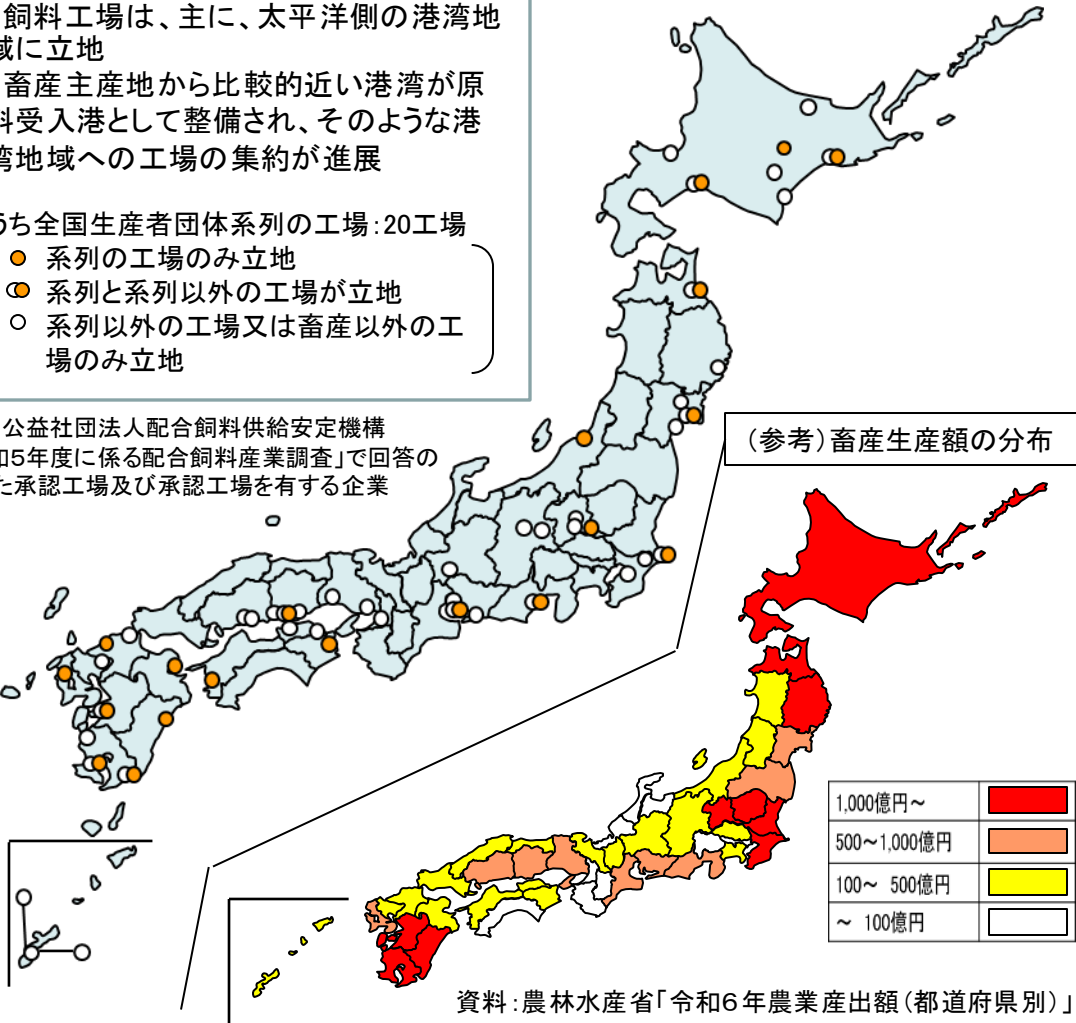 飼料工場は、主に、太平洋側の港湾地
域に立地
畜産主産地から比較的近い港湾が原
料受入港として整備され、そのような港
湾地域への工場の集約が進展
うち全国生産者団体系列の工場：20工場
系列の工場のみ立地
系列と系列以外の工場が立地
系列以外の工場又は畜産以外の工
場のみ立地
公益社団法人配合飼料供給安定機構
和5年度に係る配合飼料産業調査」で回答の
た承認工場及び承認工場を有する企業
（参考）畜産生産額の分布
1,000億円～
500～1,000億円
100～ 500億円
～ 100億円
資料：農林水産省「令和6年農業産出額（都道府県別）」